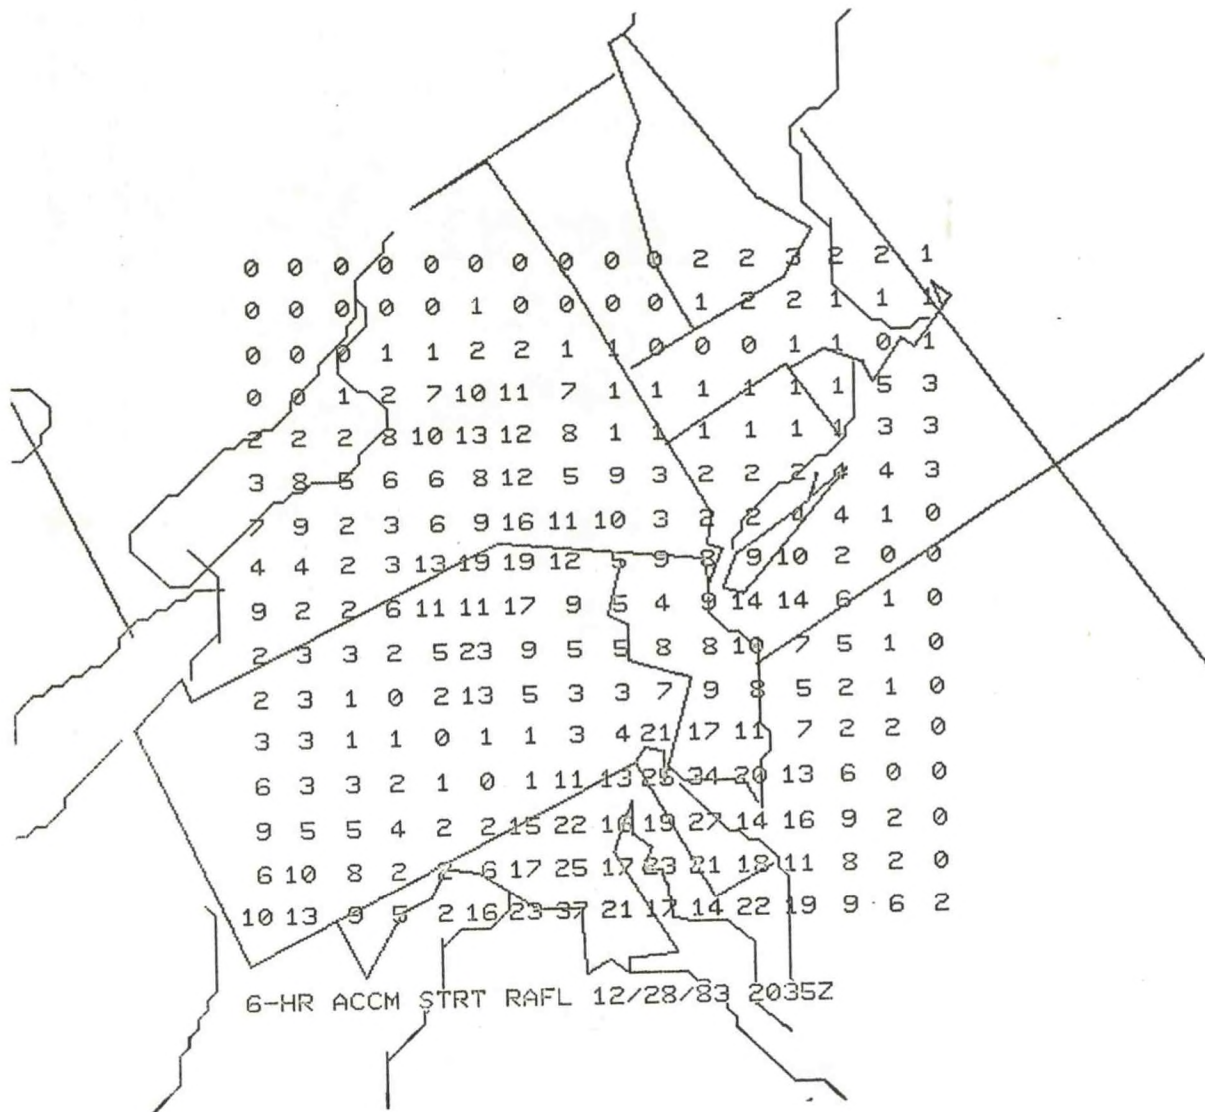 0 0 0 0 0 0 0 0 0 0 2 2 3 2 2 1
0 0 0 0 0 1 0 0 0 0 1 2 2 1 1 1
0 0 0 1 1 2 2 1 1 0 0 0 1 1 0 1
0 0 1 2 7 10 11 7 1 1 1 1 1 1 5 3
2 2 2 8 10 13 12 8 1 1 1 1 1 1 3 3
3 8 5 6 6 8 12 5 9 3 2 2 2 4 4 3
7 9 2 3 6 9 16 11 10 3 2 2 4 4 1 0
4 4 2 3 13 19 19 12 5 9 8 9 10 2 0 0
9 2 2 6 11 11 17 9 5 4 9 14 14 6 1 0
2 3 3 2 5 23 9 5 5 8 8 10 7 5 1 0
2 3 1 0 2 13 5 3 3 7 9 8 5 2 1 0
3 3 1 1 0 1 1 3 4 21 17 11 7 2 2 0
6 3 3 2 1 0 1 11 13 25 34 20 13 6 0 0
9 5 5 4 2 2 15 22 16 19 27 14 16 9 2 0
6 10 8 2 2 6 17 25 17 23 21 18 11 8 2 0
10 13 9 5 2 16 23 37 21 17 14 22 19 9 6 2
6-HR ACCM STRT RAFL 12/28/83 2035Z